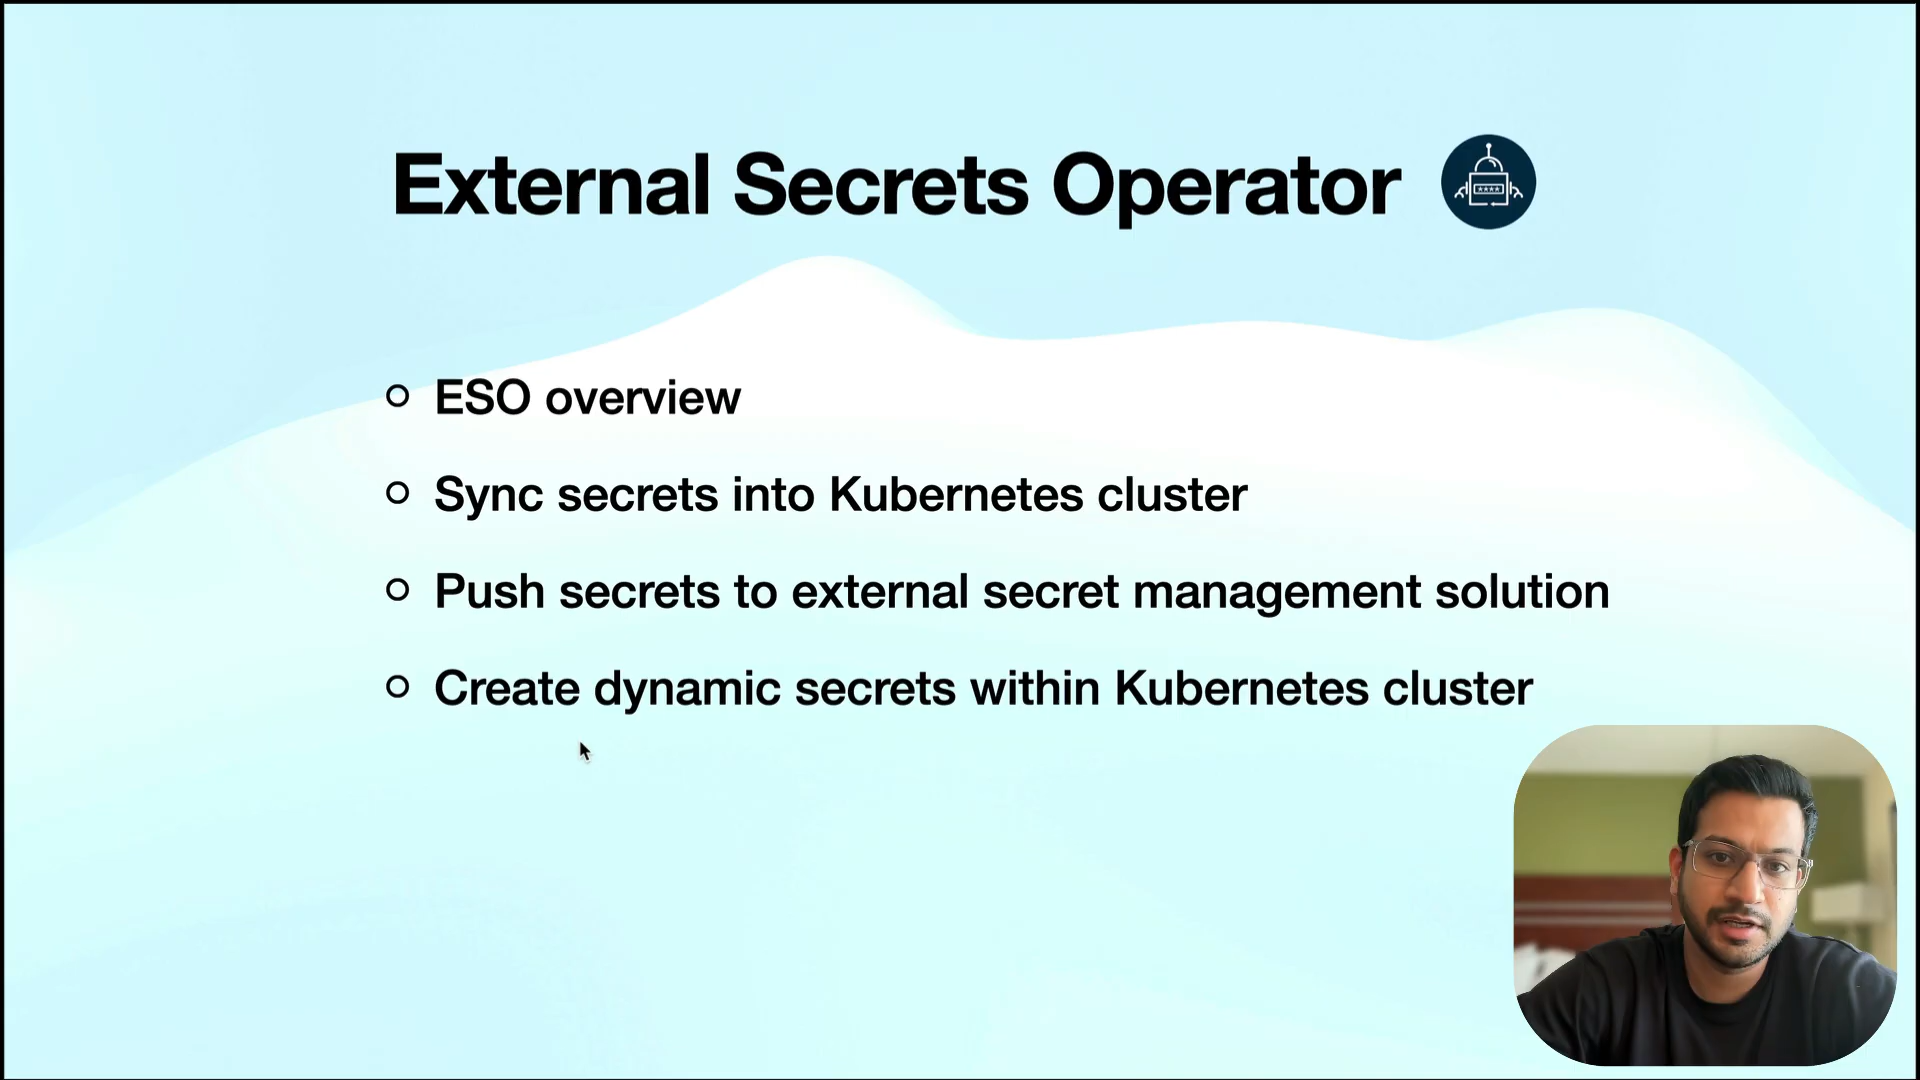 External Secrets Operator
ESO overview
Sync secrets into Kubernetes cluster
Push secrets to external secret management solution
Create dynamic secrets within Kubernetes cluster